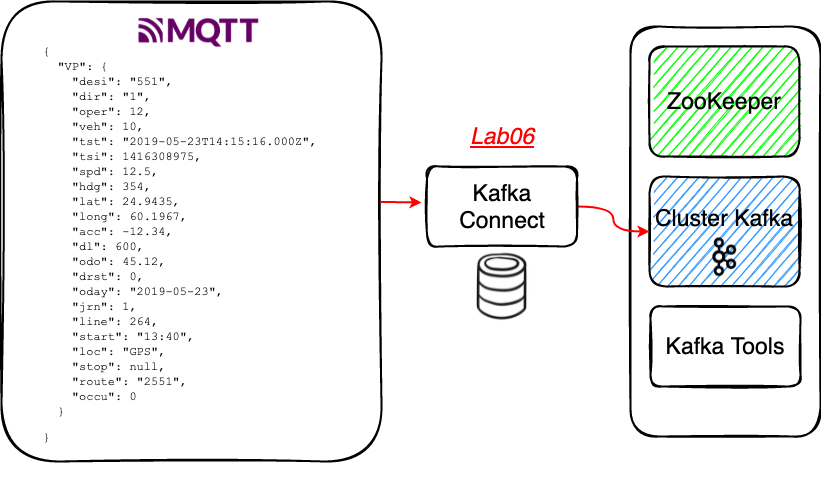 MQTT
{
"VP": {
"desi": "551",
"dir": "1",
"oper": 12,
"veh": 10,
"tst": "2019-05-23T14:15:16.000Z",
"tsi": 1416308975,
"spd": 12.5,
"hdg": 354,
"lat": 24.9435,
"long": 60.1967,
"acc": -12.34,
"dl": 600,
"odo": 45.12,
"drst": 0,
"oday": "2019-05-23",
"jrn": 1,
"line": 264,
"start": "13:40",
"loc": "GPS",
"stop": null,
"route": "2551",
"occu": 0
}
}
Lab06
Kafka
Connect
ZooKeeper
Cluster Kafka
Kafka Tools